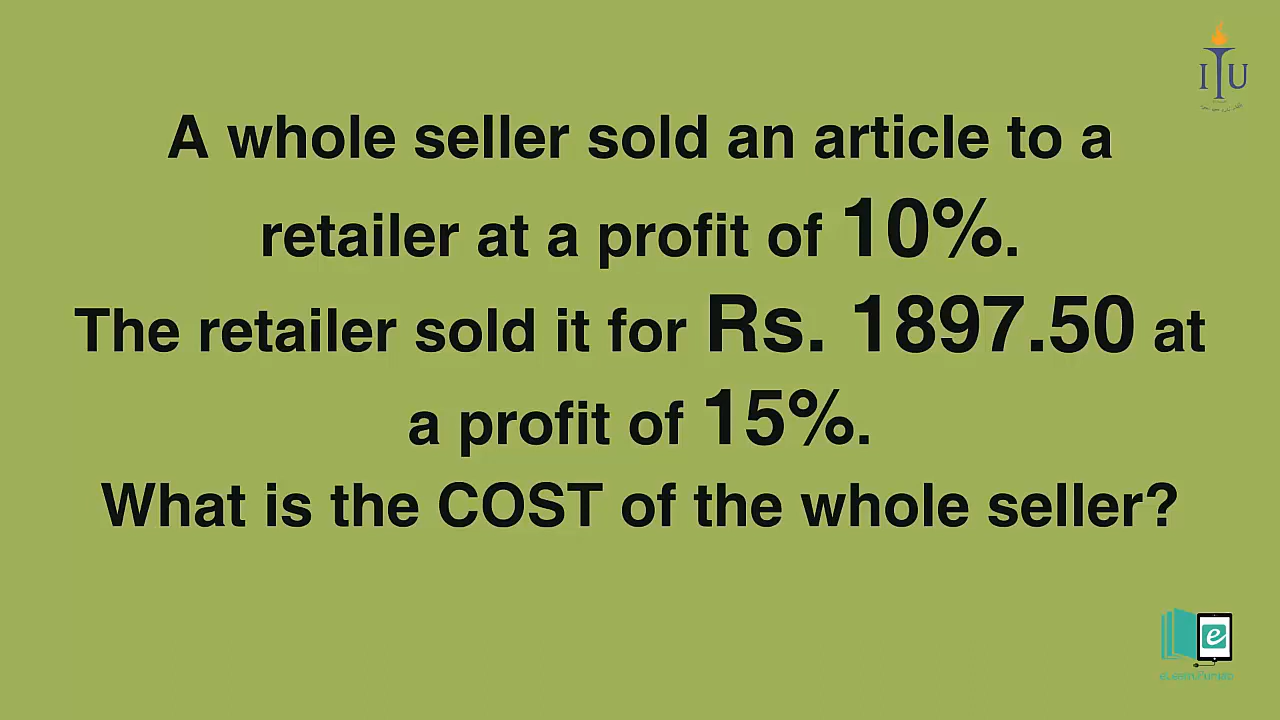 ITU
A whole seller sold an article to a
retailer at a profit of 10%.
The retailer sold it for Rs. 1897.50 at
a profit of 15%.
What is the COST of the whole seller?
e